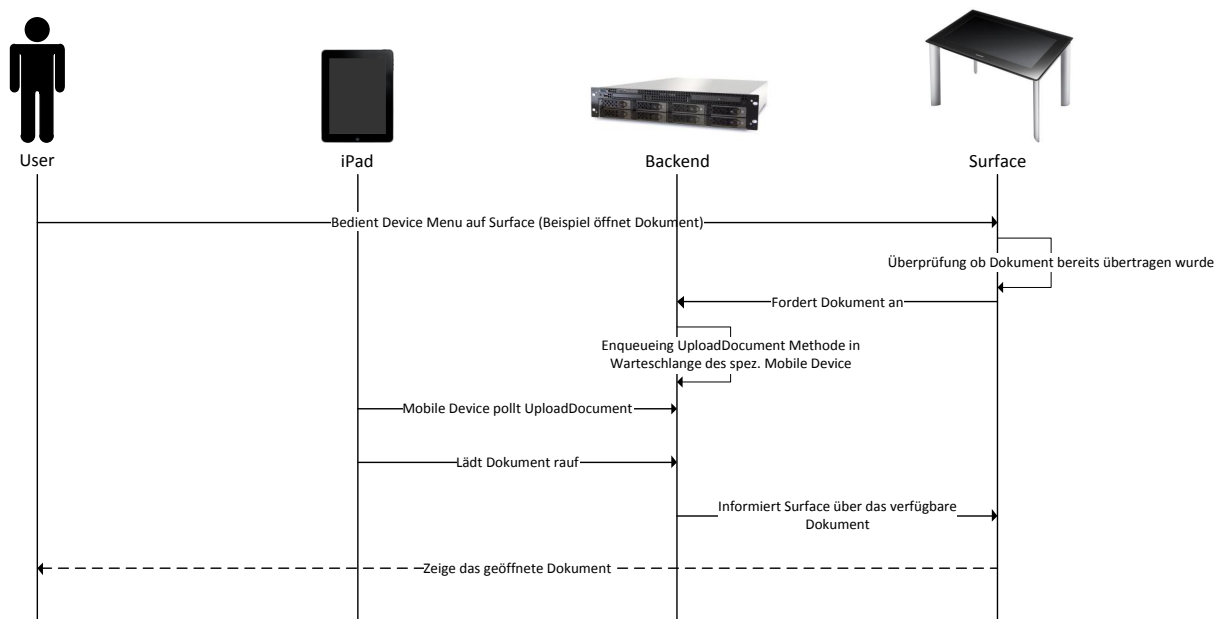 User
iPad
Backend
Surface
Bedient Device Menu auf Surface (Beispiel öffnet Dokument)
Überprüfung ob Dokument bereits übertragen wurde
Fordert Dokument an
Enqueueing UploadDocument Methode in
Warteschlange des spez. Mobile Device
Mobile Device pollt UploadDocument
Lädt Dokument rauf
Informiert Surface über das verfügbare
Dokument
Zeige das geöffnete Dokument